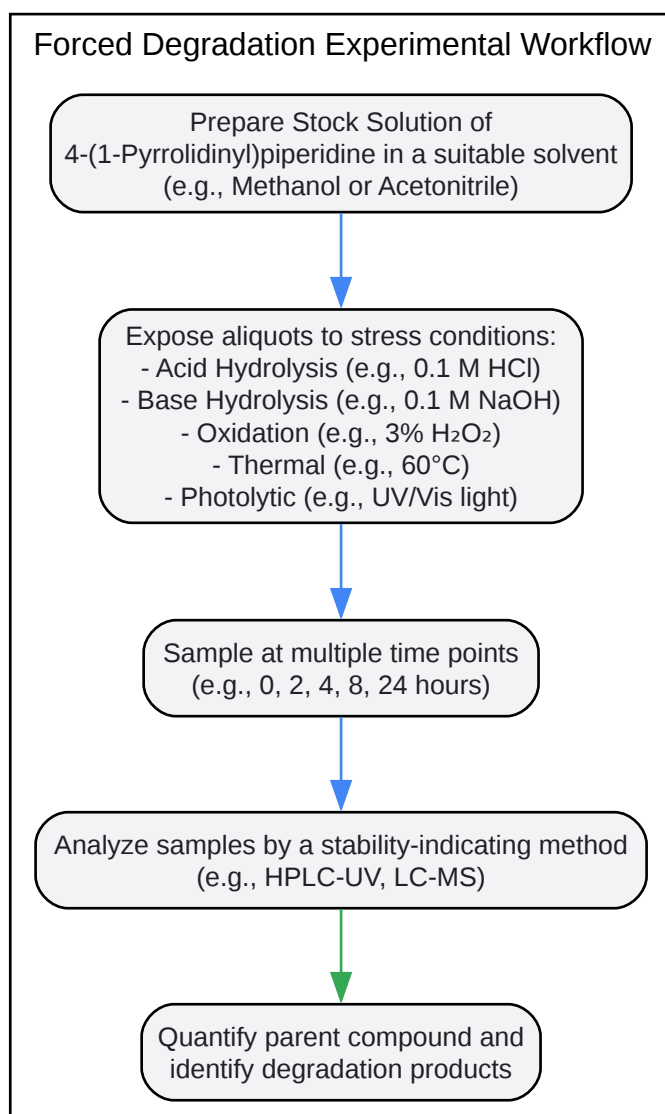 Forced Degradation Experimental Workflow
Prepare Stock Solution of
4-(1-Pyrrolidinyl)piperidine in a suitable solvent
(e.g., Methanol or Acetonitrile)
Expose aliquots to stress conditions:
- Acid Hydrolysis (e.g., 0.1 M HCl)
- Base Hydrolysis (e.g., 0.1 M NaOH)
- Oxidation (e.g., 3% H₂O₂)
- Thermal (e.g., 60°C)
- Photolytic (e.g., UV/Vis light)
Sample at multiple time points
(e.g., 0, 2, 4, 8, 24 hours)
Analyze samples by a stability-indicating method
(e.g., HPLC-UV, LC-MS)
Quantify parent compound and
identify degradation products